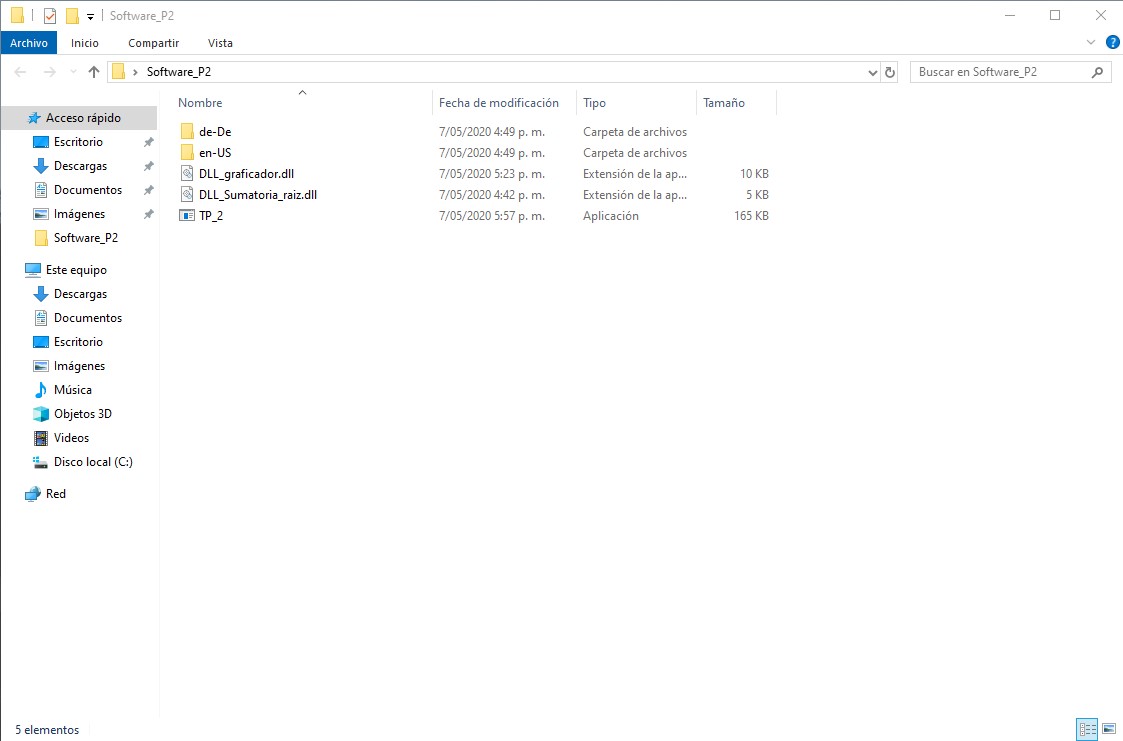 Software_P2
Archivo Inicio Compartir Vista
Software_P2 Buscar en Software_P2
Nombre Fecha de modificación Tipo Tamaño
Acceso rápido
Escritorio
Descargas
Documentos
Imágenes
Software_P2
Este equipo
Descargas
Documentos
Escritorio
Imágenes
Música
Objetos 3D
Videos
Disco local (C:)
Red
de-De 7/05/2020 4:49 p. m. Carpeta de archivos
en-US 7/05/2020 4:49 p. m. Carpeta de archivos
DLL_graficador.dll 7/05/2020 5:23 p. m. Extensión de la ap... 10 KB
DLL_Sumatoria_raiz.dll 7/05/2020 4:42 p. m. Extensión de la ap... 5 KB
TP_2 7/05/2020 5:57 p. m. Aplicación 165 KB
5 elementos